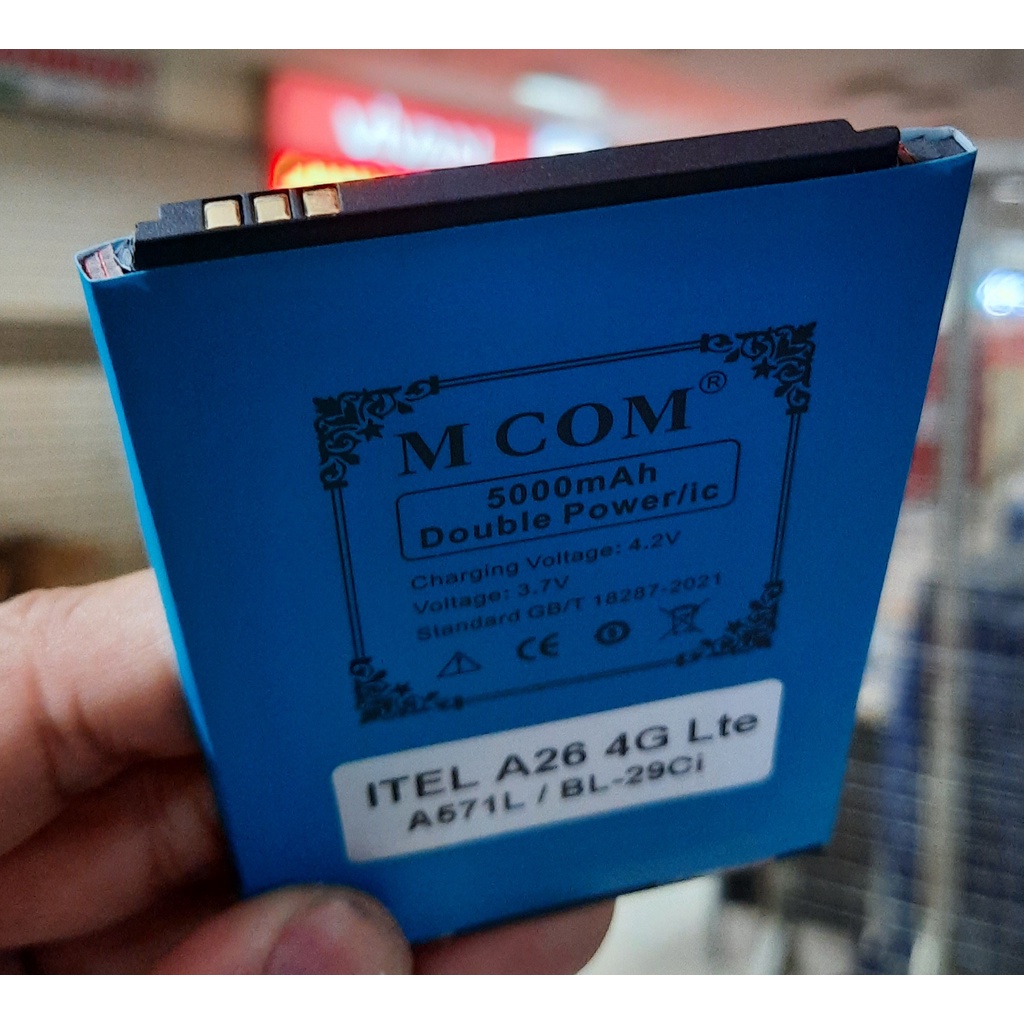 M COM®
5000mAh
Double Power/ic
Charging Voltage: 4.2V
Voltage: 3.7V
Standard GB/T 18287-2021
CE
ITEL A26 4G Lte
A571L / BL-29Ci